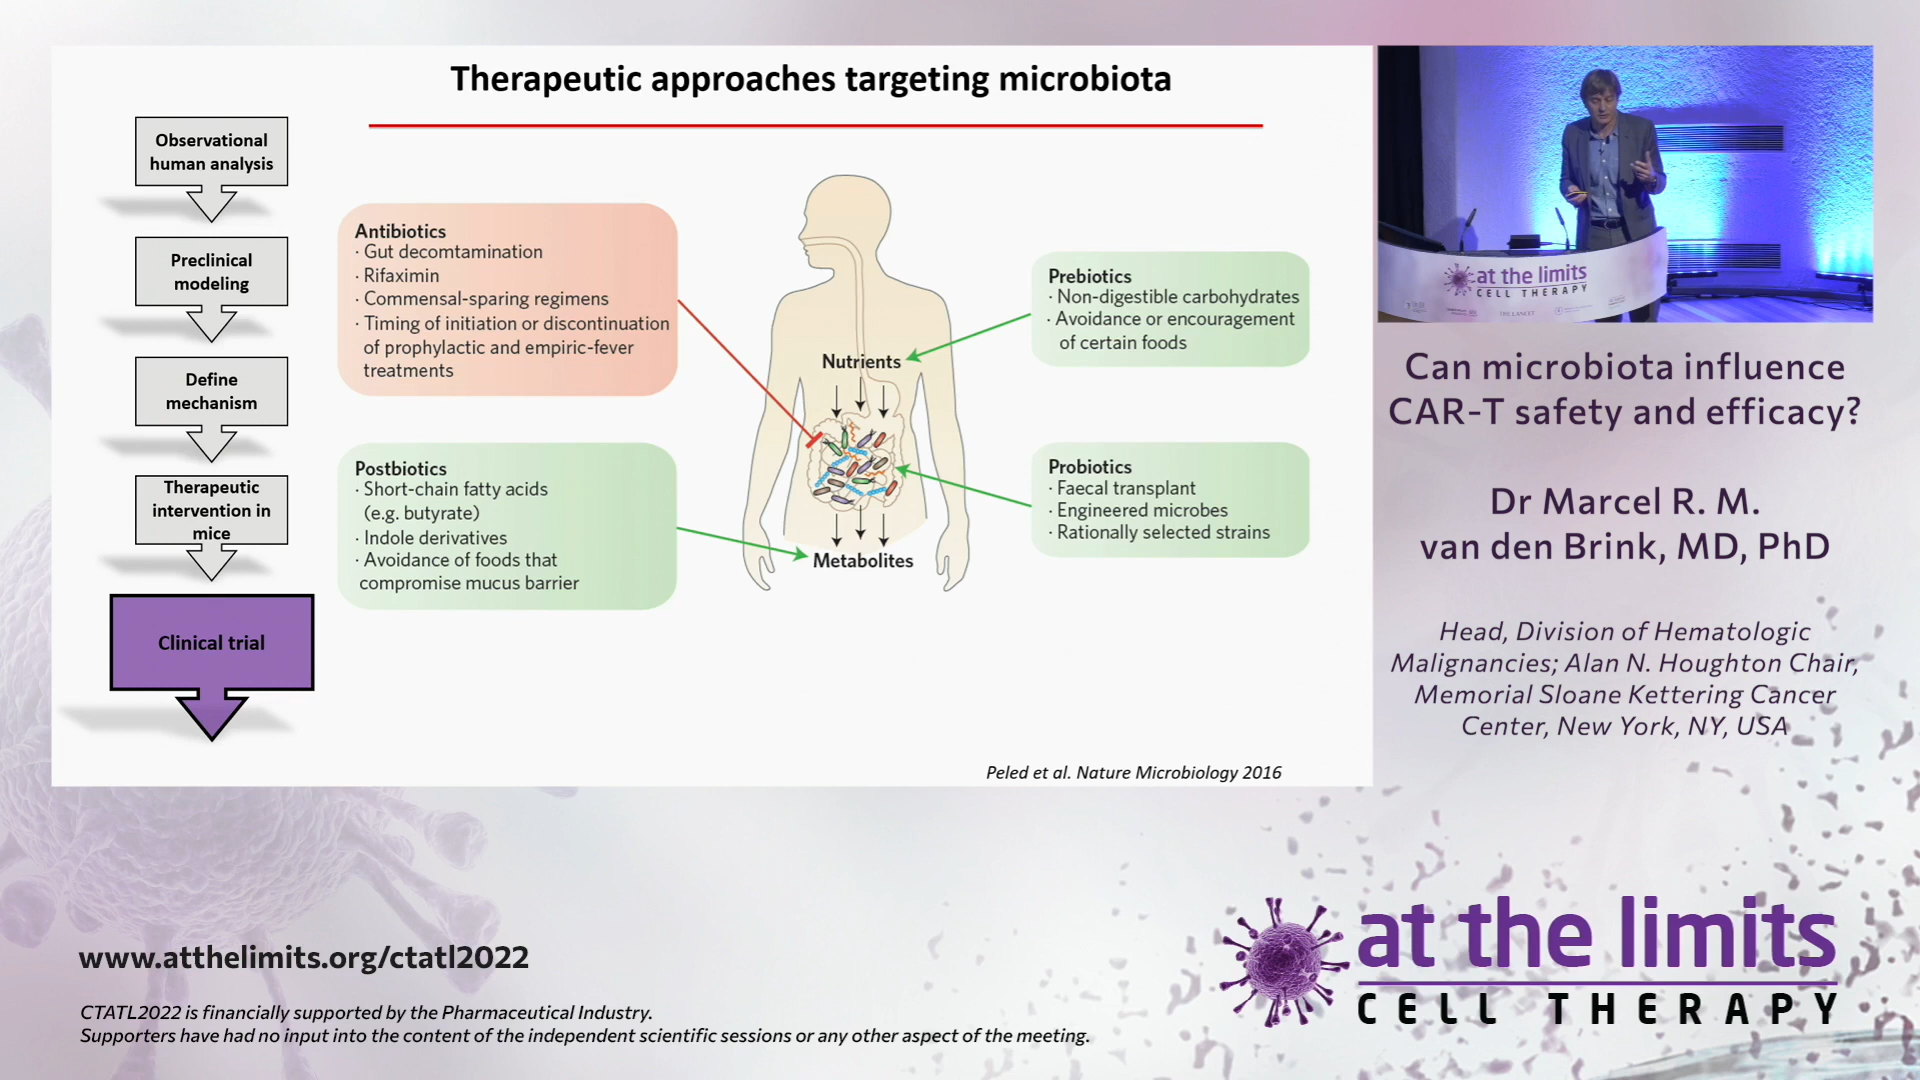 Therapeutic approaches targeting microbiota
Observational
human analysis
Preclinical
modeling
Define
mechanism
Therapeutic
intervention in
mice
Clinical trial
Antibiotics
· Gut decomtamination
· Rifaximin
· Commensal-sparing regimens
· Timing of initiation or discontinuation
of prophylactic and empiric-fever
treatments
Postbiotics
· Short-chain fatty acids
(e.g. butyrate)
· Indole derivatives
· Avoidance of foods that
compromise mucus barrier
Nutrients
Metabolites
Prebiotics
· Non-digestible carbohydrates
· Avoidance or encouragement
of certain foods
Probiotics
· Faecal transplant
· Engineered microbes
· Rationally selected strains
Peled et al. Nature Microbiology 2016
at the limits
CELL THERAPY
THE LANCET
Can microbiota influence
CAR-T safety and efficacy?
Dr Marcel R. M.
van den Brink, MD, PhD
Head, Division of Hematologic
Malignancies; Alan N. Houghton Chair,
Memorial Sloane Kettering Cancer
Center, New York, NY, USA
www.atthelimits.org/ctatl2022
CTATL2022 is financially supported by the Pharmaceutical Industry.
Supporters have had no input into the content of the independent scientific sessions or any other aspect of the meeting.
at the limits
CELL THERAPY